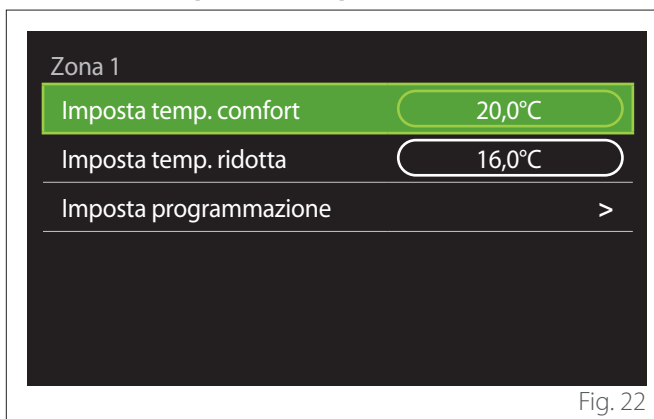 Zona 1
Imposta temp. comfort 20,0°C
Imposta temp. ridotta 16,0°C
Imposta programmazione >
Fig. 22